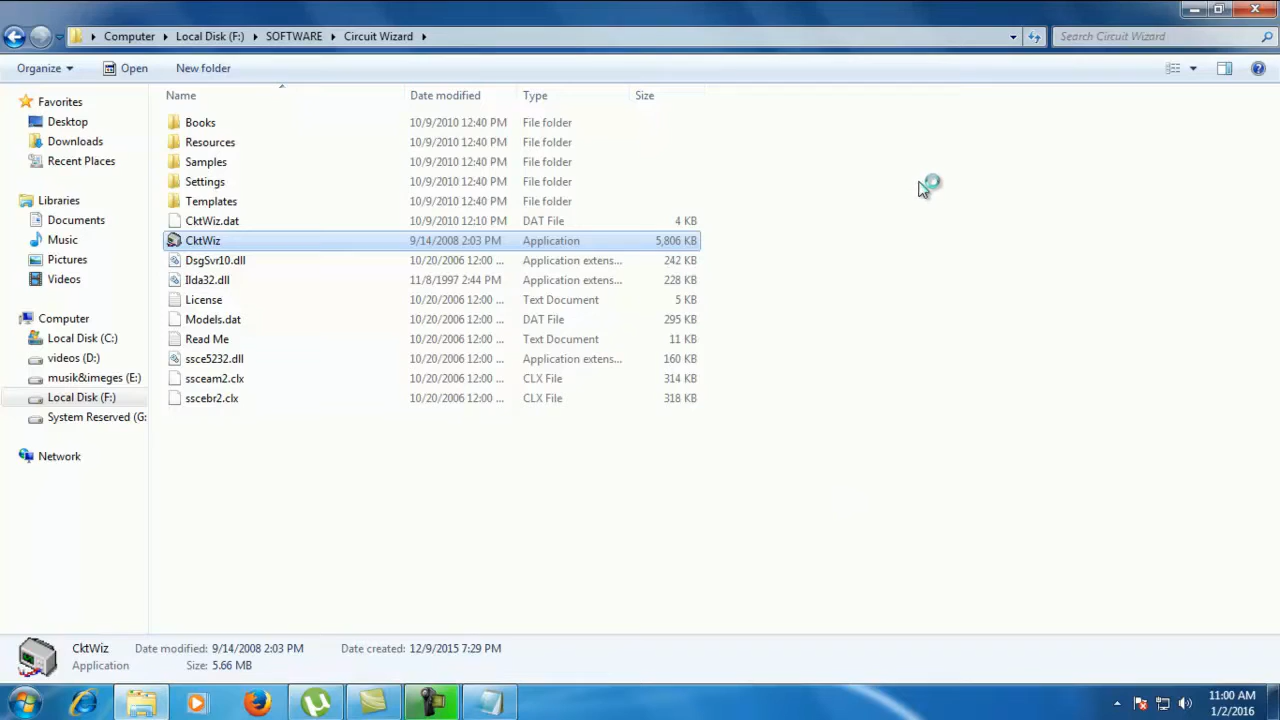 Computer Local Disk (F:) SOFTWARE Circuit Wizard Search Circuit Wizard
Organize Open New folder
Name Date modified Type Size
Favorites
Desktop
Downloads
Recent Places
Libraries
Documents
Music
Pictures
Videos
Computer
Local Disk (C:)
videos (D:)
musik&imeges (E:)
Local Disk (F:)
System Reserved (G:
Network
Books 10/9/2010 12:40 PM File folder
Resources 10/9/2010 12:40 PM File folder
Samples 10/9/2010 12:40 PM File folder
Settings 10/9/2010 12:40 PM File folder
Templates 10/9/2010 12:40 PM File folder
CktWiz.dat 10/9/2010 12:10 PM DAT File 4 KB
CktWiz 9/14/2008 2:03 PM Application 5,806 KB
DsgSvr10.dll 10/20/2006 12:00 ... Application extens... 242 KB
Ilda32.dll 11/8/1997 2:44 PM Application extens... 228 KB
License 10/20/2006 12:00 ... Text Document 5 KB
Models.dat 10/20/2006 12:00 ... DAT File 295 KB
Read Me 10/20/2006 12:00 ... Text Document 11 KB
ssce5232.dll 10/20/2006 12:00 ... Application extens... 160 KB
ssceam2.clx 10/20/2006 12:00 ... CLX File 314 KB
sscebr2.clx 10/20/2006 12:00 ... CLX File 318 KB
CktWiz Date modified: 9/14/2008 2:03 PM Date created: 12/9/2015 7:29 PM
Application Size: 5.66 MB
11:00 AM
1/2/2016